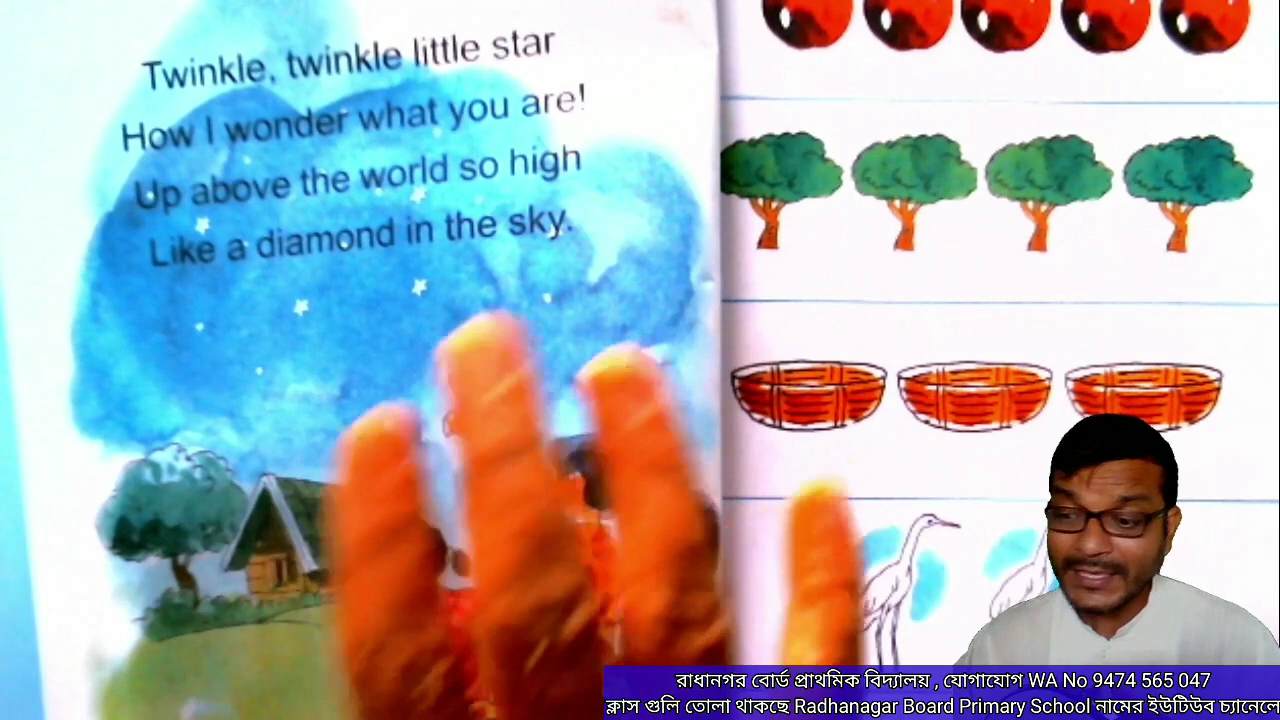 Twinkle, twinkle little star
How I wonder what you are!
Up above the world so high
Like a diamond in the sky.
রাধানগর বোর্ড প্রাথমিক বিদ্যালয় , যোগাযোগ WA No 9474 565 047
ক্লাস গুলি তোলা থাকছে Radhanagar Board Primary School নামের ইউটিউব চ্যানেলে